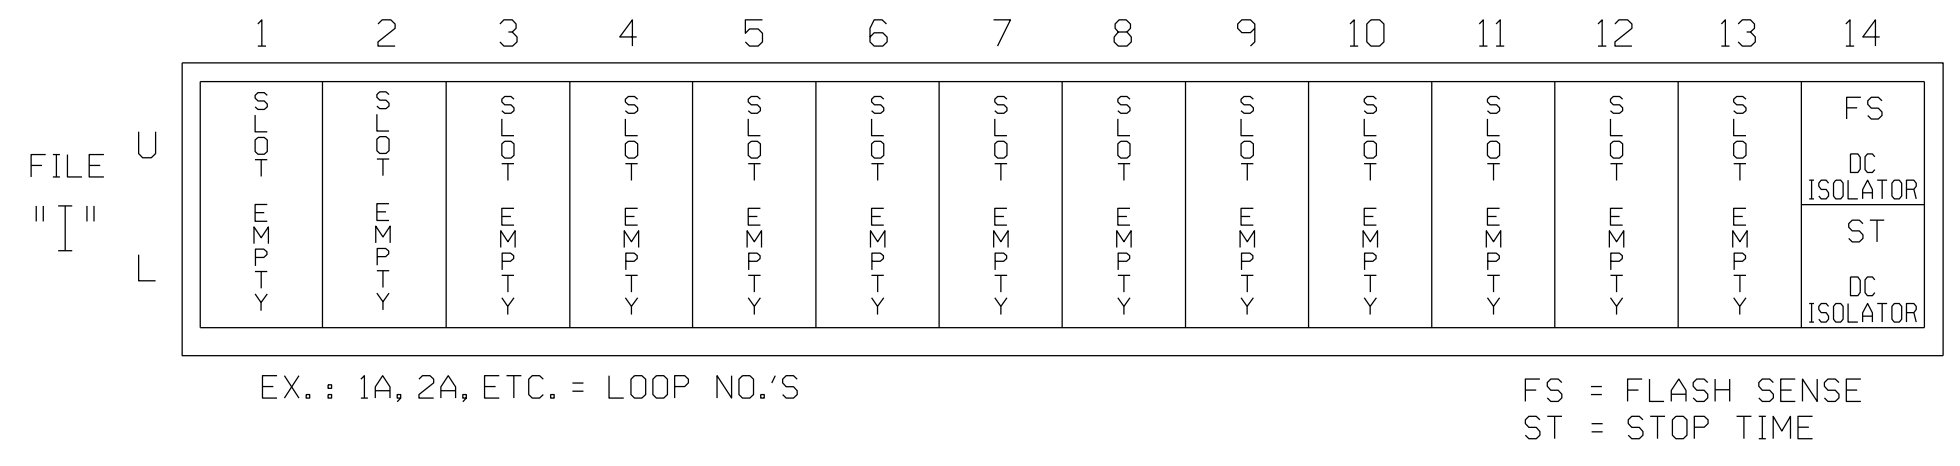 1 2 3 4 5 6 7 8 9 10 11 12 13 14
FILE
"I"
U
L
SLOT EMPTY
SLOT EMPTY
SLOT EMPTY
SLOT EMPTY
SLOT EMPTY
SLOT EMPTY
SLOT EMPTY
SLOT EMPTY
SLOT EMPTY
SLOT EMPTY
SLOT EMPTY
SLOT EMPTY
SLOT EMPTY
FS
DC
ISOLATOR
ST
DC
ISOLATOR
EX.: 1A, 2A, ETC. = LOOP NO.'S
FS = FLASH SENSE
ST = STOP TIME